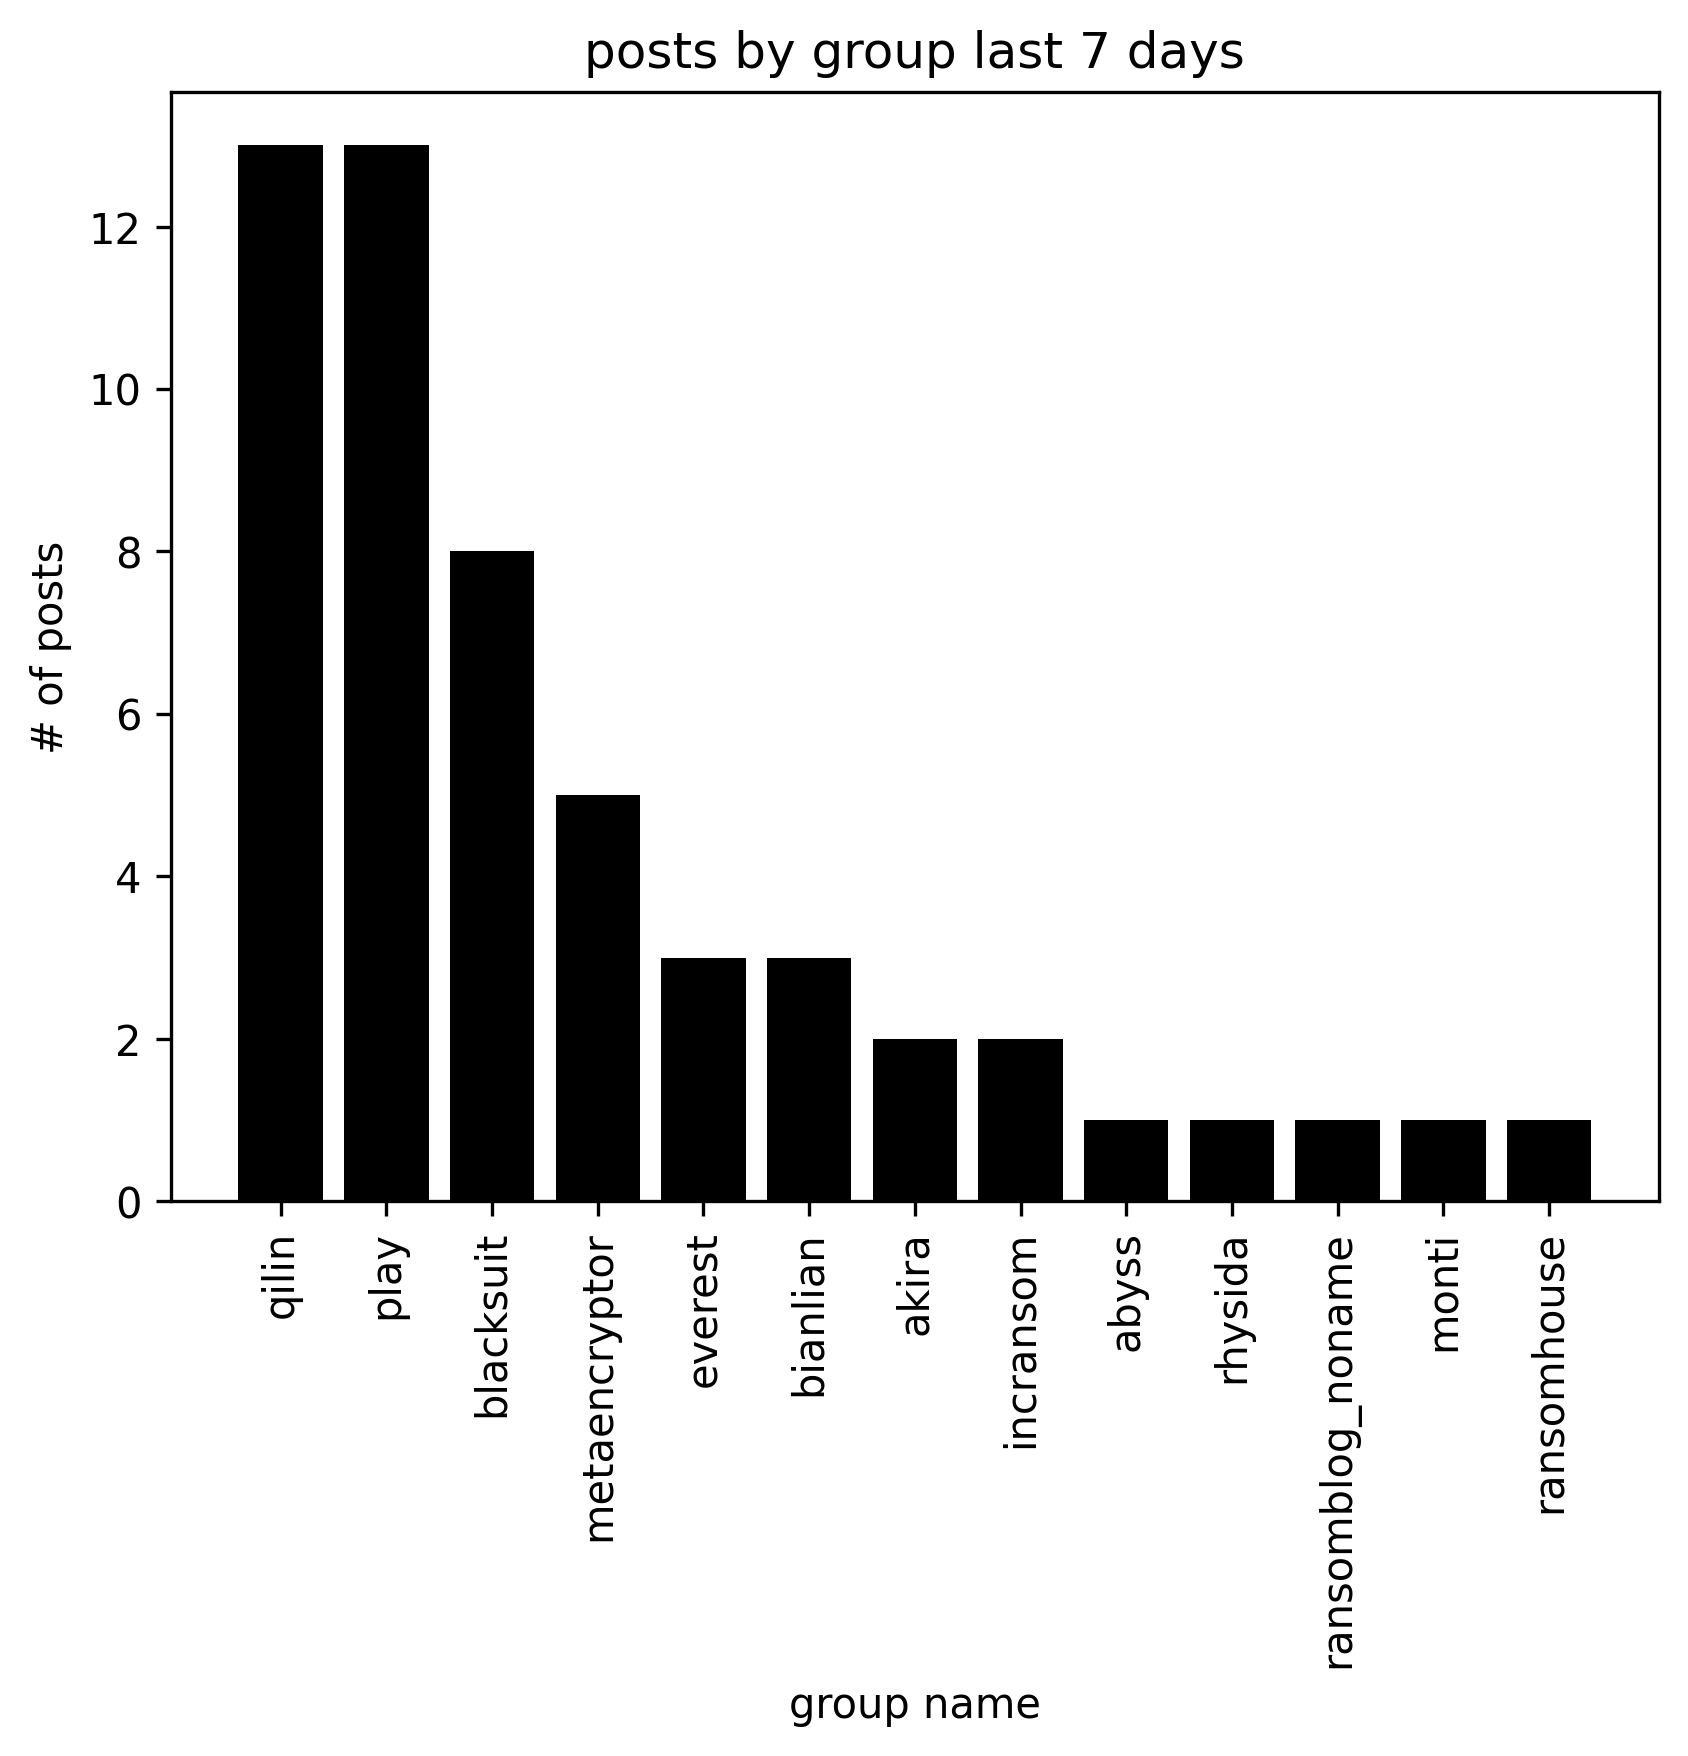 posts by group last 7 days
# of posts
12
10
8
6
4
2
0
qilin
play
blacksuit
metaencryptor
everest
bianlian
akira
incransom
abyss
rhysida
ransomblog_noname
monti
ransomhouse
group name